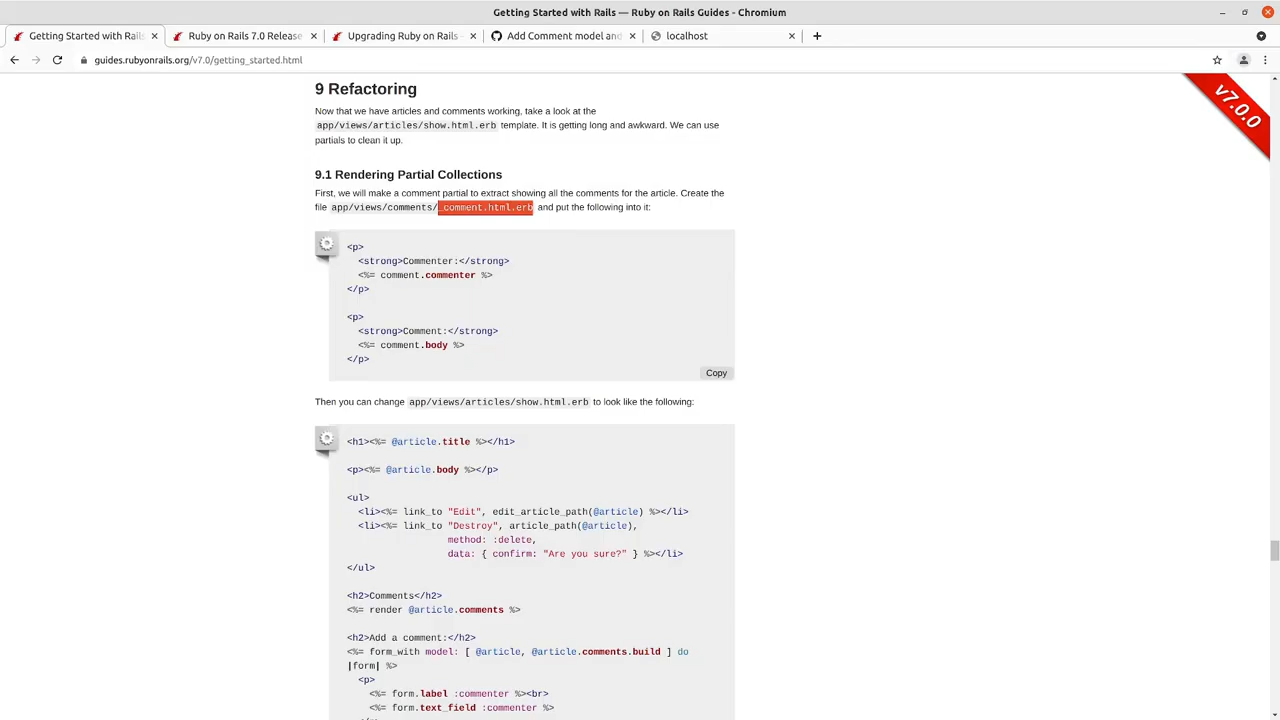 Getting Started with Rails — Ruby on Rails Guides - Chromium
Getting Started with Rails
Ruby on Rails 7.0 Release
Upgrading Ruby on Rails -
Add Comment model and
localhost
guides.rubyonrails.org/v7.0/getting_started.html
v7.0.0
9 Refactoring
Now that we have articles and comments working, take a look at the
app/views/articles/show.html.erb template. It is getting long and awkward. We can use
partials to clean it up.
9.1 Rendering Partial Collections
First, we will make a comment partial to extract showing all the comments for the article. Create the
file app/views/comments/_comment.html.erb and put the following into it:
<p>
<strong>Commenter:</strong>
<%= comment.commenter %>
</p>
<p>
<strong>Comment:</strong>
<%= comment.body %>
</p>
Copy
Then you can change app/views/articles/show.html.erb to look like the following:
<h1><%= @article.title %></h1>
<p><%= @article.body %></p>
<ul>
<li><%= link_to "Edit", edit_article_path(@article) %></li>
<li><%= link_to "Destroy", article_path(@article),
method: :delete,
data: { confirm: "Are you sure?" } %></li>
</ul>
<h2>Comments</h2>
<%= render @article.comments %>
<h2>Add a comment:</h2>
<%= form_with model: [ @article, @article.comments.build ] do
|form| %>
<p>
<%= form.label :commenter %><br>
<%= form.text_field :commenter %>